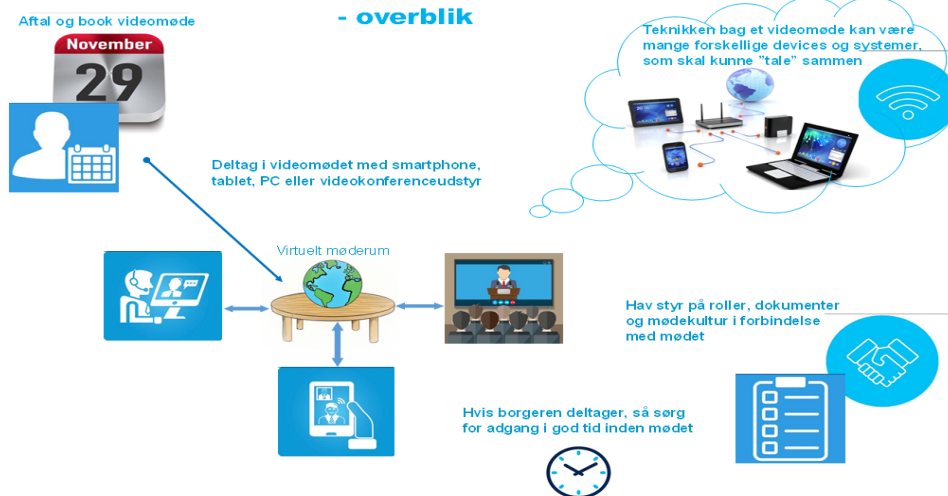 - overblik
Aftal og book videomøde
November
29
Teknikken bag et videomøde kan være
mange forskellige devices og systemer,
som skal kunne ”tale” sammen
Deltag i videomødet med smartphone,
tablet, PC eller videokonferenceudstyr
Virtuelt møderum
Hav styr på roller, dokumenter
og mødekultur i forbindelse
med mødet
Hvis borgeren deltager, så sørg
for adgang i god tid inden mødet